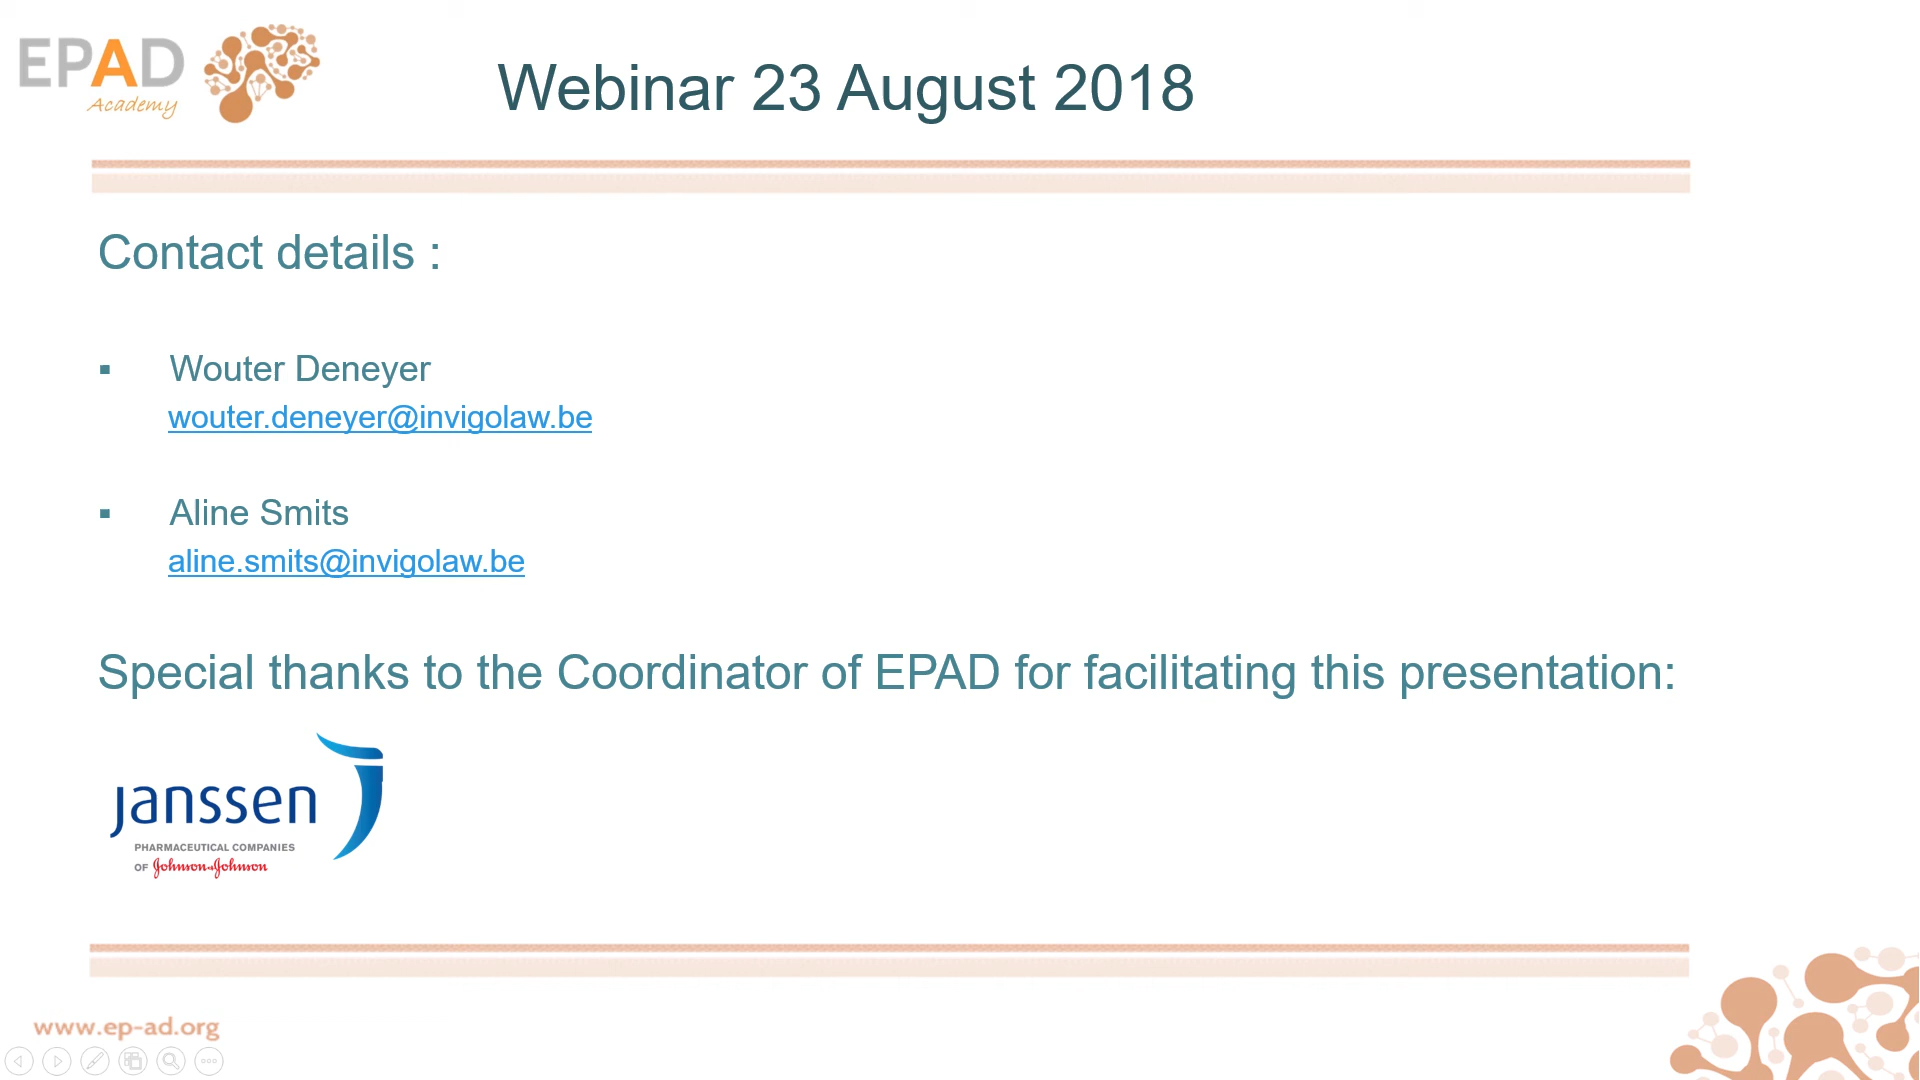 EPAD
Academy
Webinar 23 August 2018
Contact details :
▪ Wouter Deneyer
wouter.deneyer@invigolaw.be
▪ Aline Smits
aline.smits@invigolaw.be
Special thanks to the Coordinator of EPAD for facilitating this presentation:
janssen
PHARMACEUTICAL COMPANIES
OF Johnson & Johnson
www.ep-ad.org